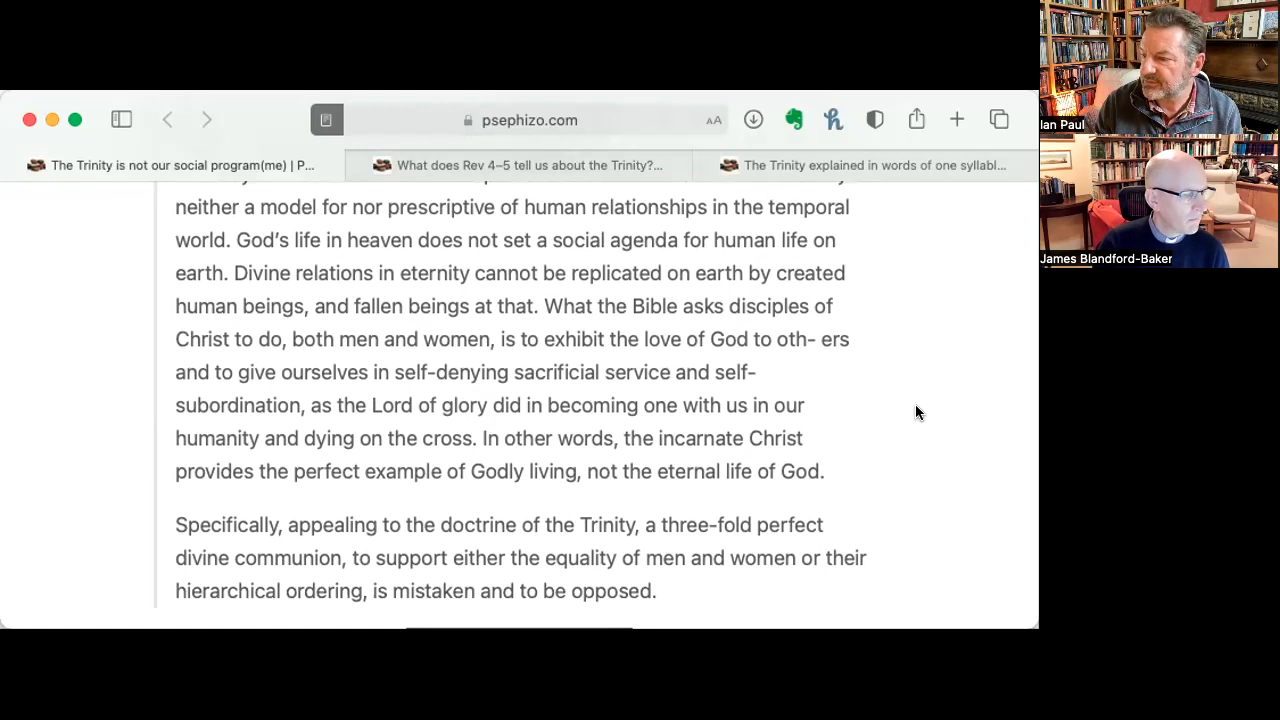 psephizo.com
AA
The Trinity is not our social program(me) | P...
What does Rev 4–5 tell us about the Trinity?...
The Trinity explained in words of one syllabl...
neither a model for nor prescriptive of human relationships in the temporal
world. God’s life in heaven does not set a social agenda for human life on
earth. Divine relations in eternity cannot be replicated on earth by created
human beings, and fallen beings at that. What the Bible asks disciples of
Christ to do, both men and women, is to exhibit the love of God to oth- ers
and to give ourselves in self-denying sacrificial service and self-
subordination, as the Lord of glory did in becoming one with us in our
humanity and dying on the cross. In other words, the incarnate Christ
provides the perfect example of Godly living, not the eternal life of God.
Specifically, appealing to the doctrine of the Trinity, a three-fold perfect
divine communion, to support either the equality of men and women or their
hierarchical ordering, is mistaken and to be opposed.
Ian Paul
James Blandford-Baker